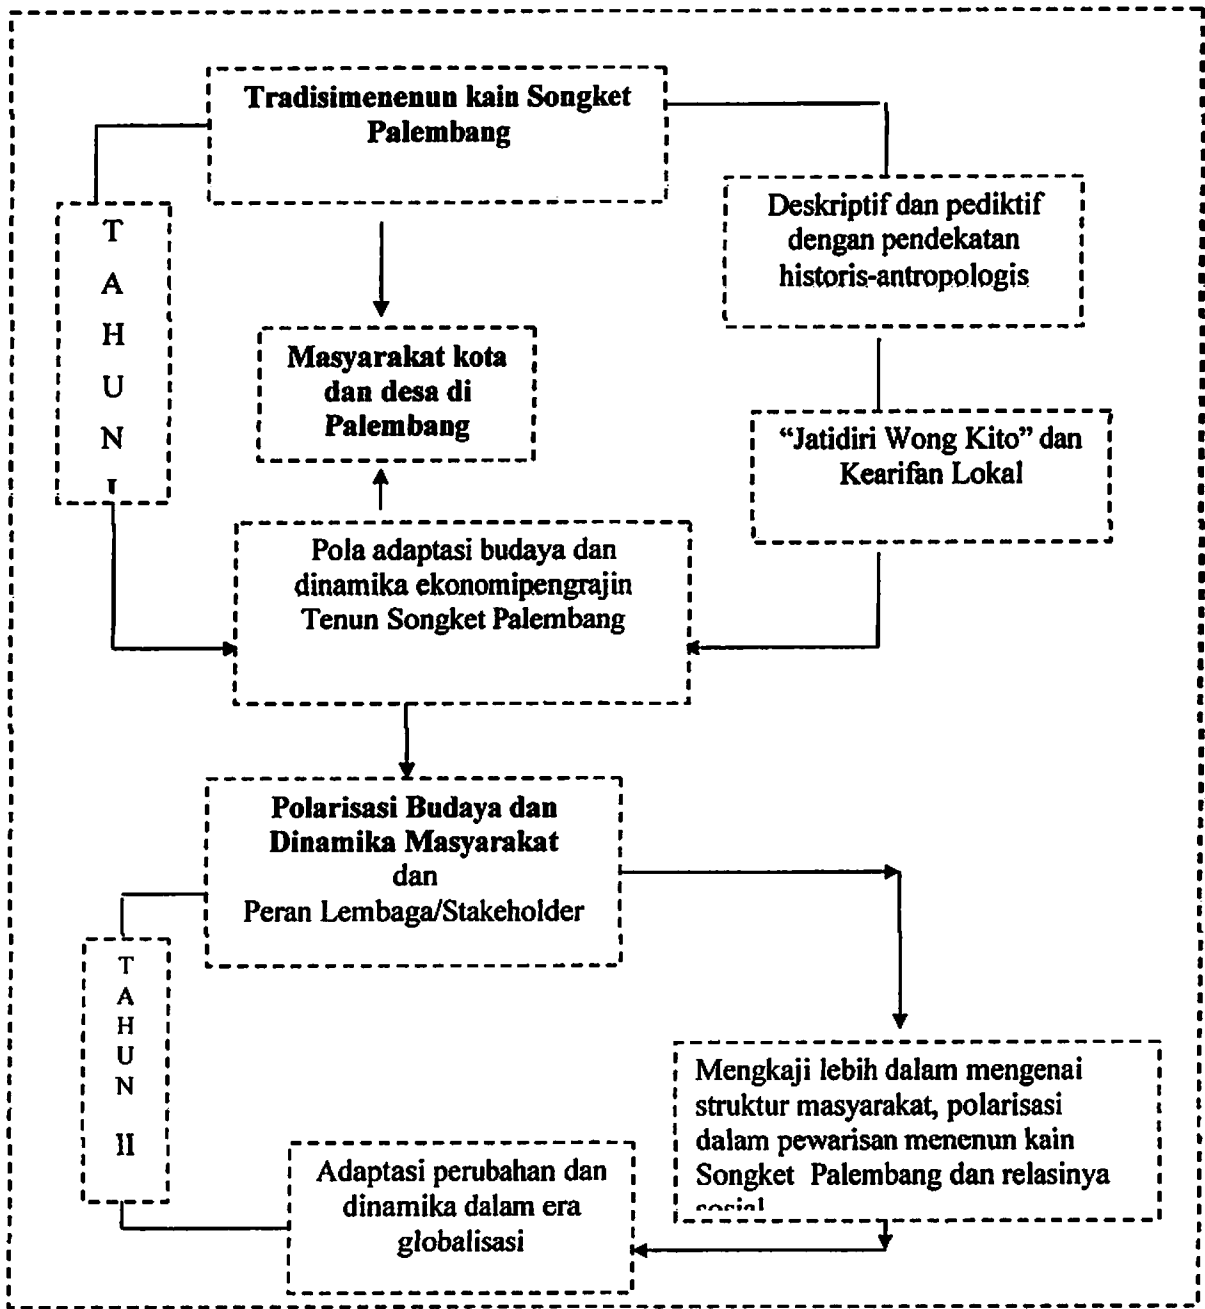 Tradisimenenun kain Songket
Palembang
T
A
H
U
N
I
Deskriptif dan pediktif
dengan pendekatan
historis-antropologis
Masyarakat kota
dan desa di
Palembang
“Jatidiri Wong Kito” dan
Kearifan Lokal
Pola adaptasi budaya dan
dinamika ekonomipengrajin
Tenun Songket Palembang
Polarisasi Budaya dan
Dinamika Masyarakat
dan
Peran Lembaga/Stakeholder
T
A
H
U
N
II
Mengkaji lebih dalam mengenai
struktur masyarakat, polarisasi
dalam pewarisan menenun kain
Songket Palembang dan relasinya
sosial
Adaptasi perubahan dan
dinamika dalam era
globalisasi